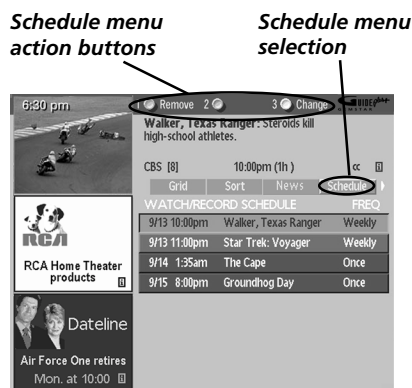 Schedule menu
action buttons
Schedule menu
selection
6:30 pm
Remove 2 3 Change GUIDE Plus+
GEMSTAR
Walker, Texas Ranger: Steroids kill
high-school athletes.
CBS [8] 10:00pm (1h ) cc i
Grid Sort News Schedule
WATCH/RECORD SCHEDULE FREQ
9/13 10:00pm Walker, Texas Ranger Weekly
9/13 11:00pm Star Trek: Voyager Weekly
9/14 1:35am The Cape Once
9/15 8:00pm Groundhog Day Once
RCA
RCA Home Theater
products i
Dateline
Air Force One retires
Mon. at 10:00 i